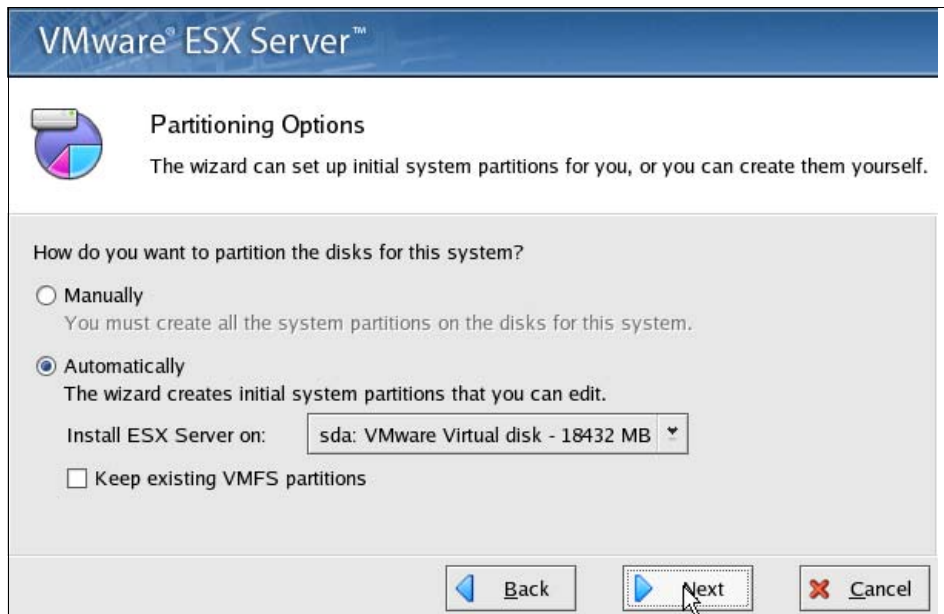 VMware® ESX Server™
Partitioning Options
The wizard can set up initial system partitions for you, or you can create them yourself.
How do you want to partition the disks for this system?
Manually
You must create all the system partitions on the disks for this system.
Automatically
The wizard creates initial system partitions that you can edit.
Install ESX Server on: sda: VMware Virtual disk - 18432 MB
Keep existing VMFS partitions
Back Next Cancel